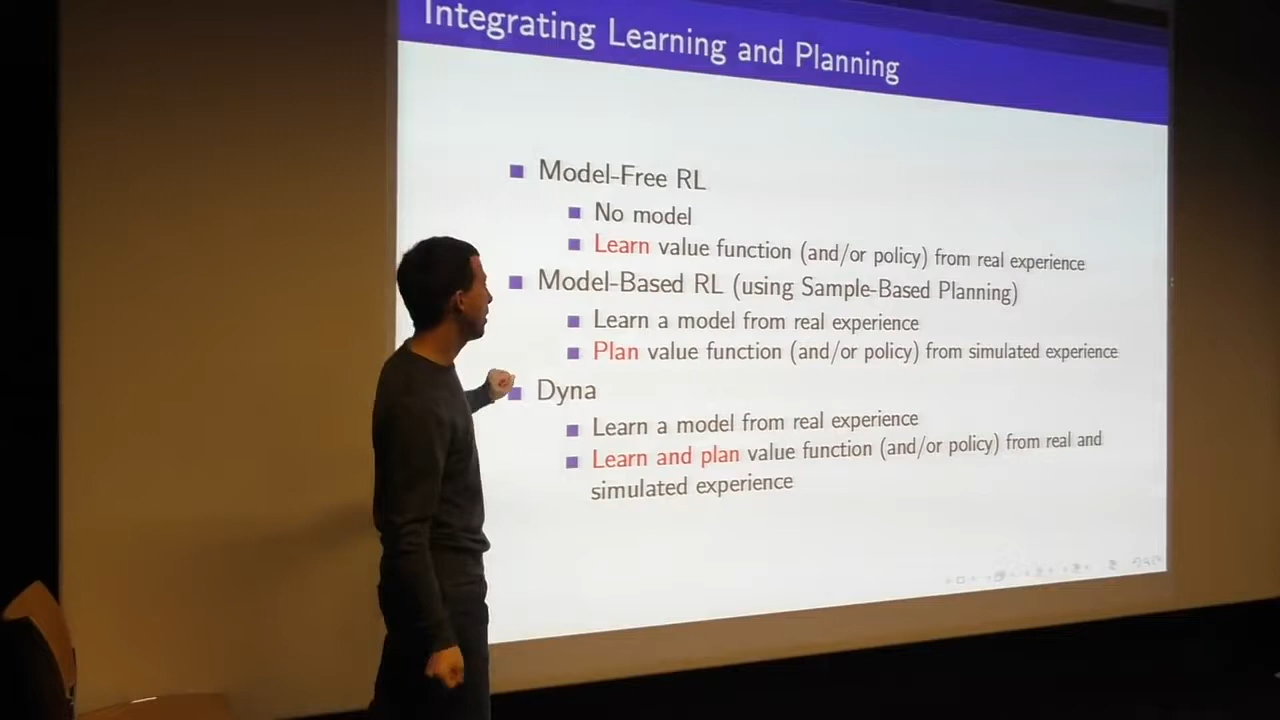 Integrating Learning and Planning
Model-Free RL
No model
Learn value function (and/or policy) from real experience
Model-Based RL (using Sample-Based Planning)
Learn a model from real experience
Plan value function (and/or policy) from simulated experience
Dyna
Learn a model from real experience
Learn and plan value function (and/or policy) from real and
simulated experience